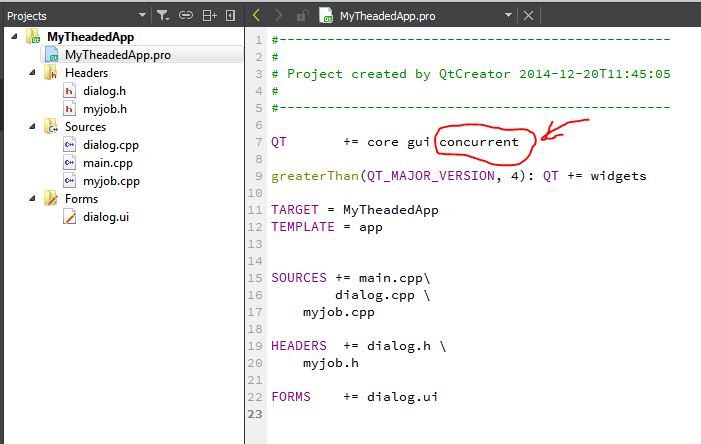 Projects
MyTheadedApp
MyTheadedApp.pro
Headers
dialog.h
myjob.h
Sources
dialog.cpp
main.cpp
myjob.cpp
Forms
dialog.ui
MyTheadedApp.pro
1 #-------------------------------------------------
2 #
3 # Project created by QtCreator 2014-12-20T11:45:05
4 #
5 #-------------------------------------------------
6
7 QT       += core gui concurrent
8
9 greaterThan(QT_MAJOR_VERSION, 4): QT += widgets
10
11 TARGET = MyTheadedApp
12 TEMPLATE = app
13
14
15 SOURCES += main.cpp\
16         dialog.cpp \
17     myjob.cpp
18
19 HEADERS  += dialog.h \
20     myjob.h
21
22 FORMS    += dialog.ui
23